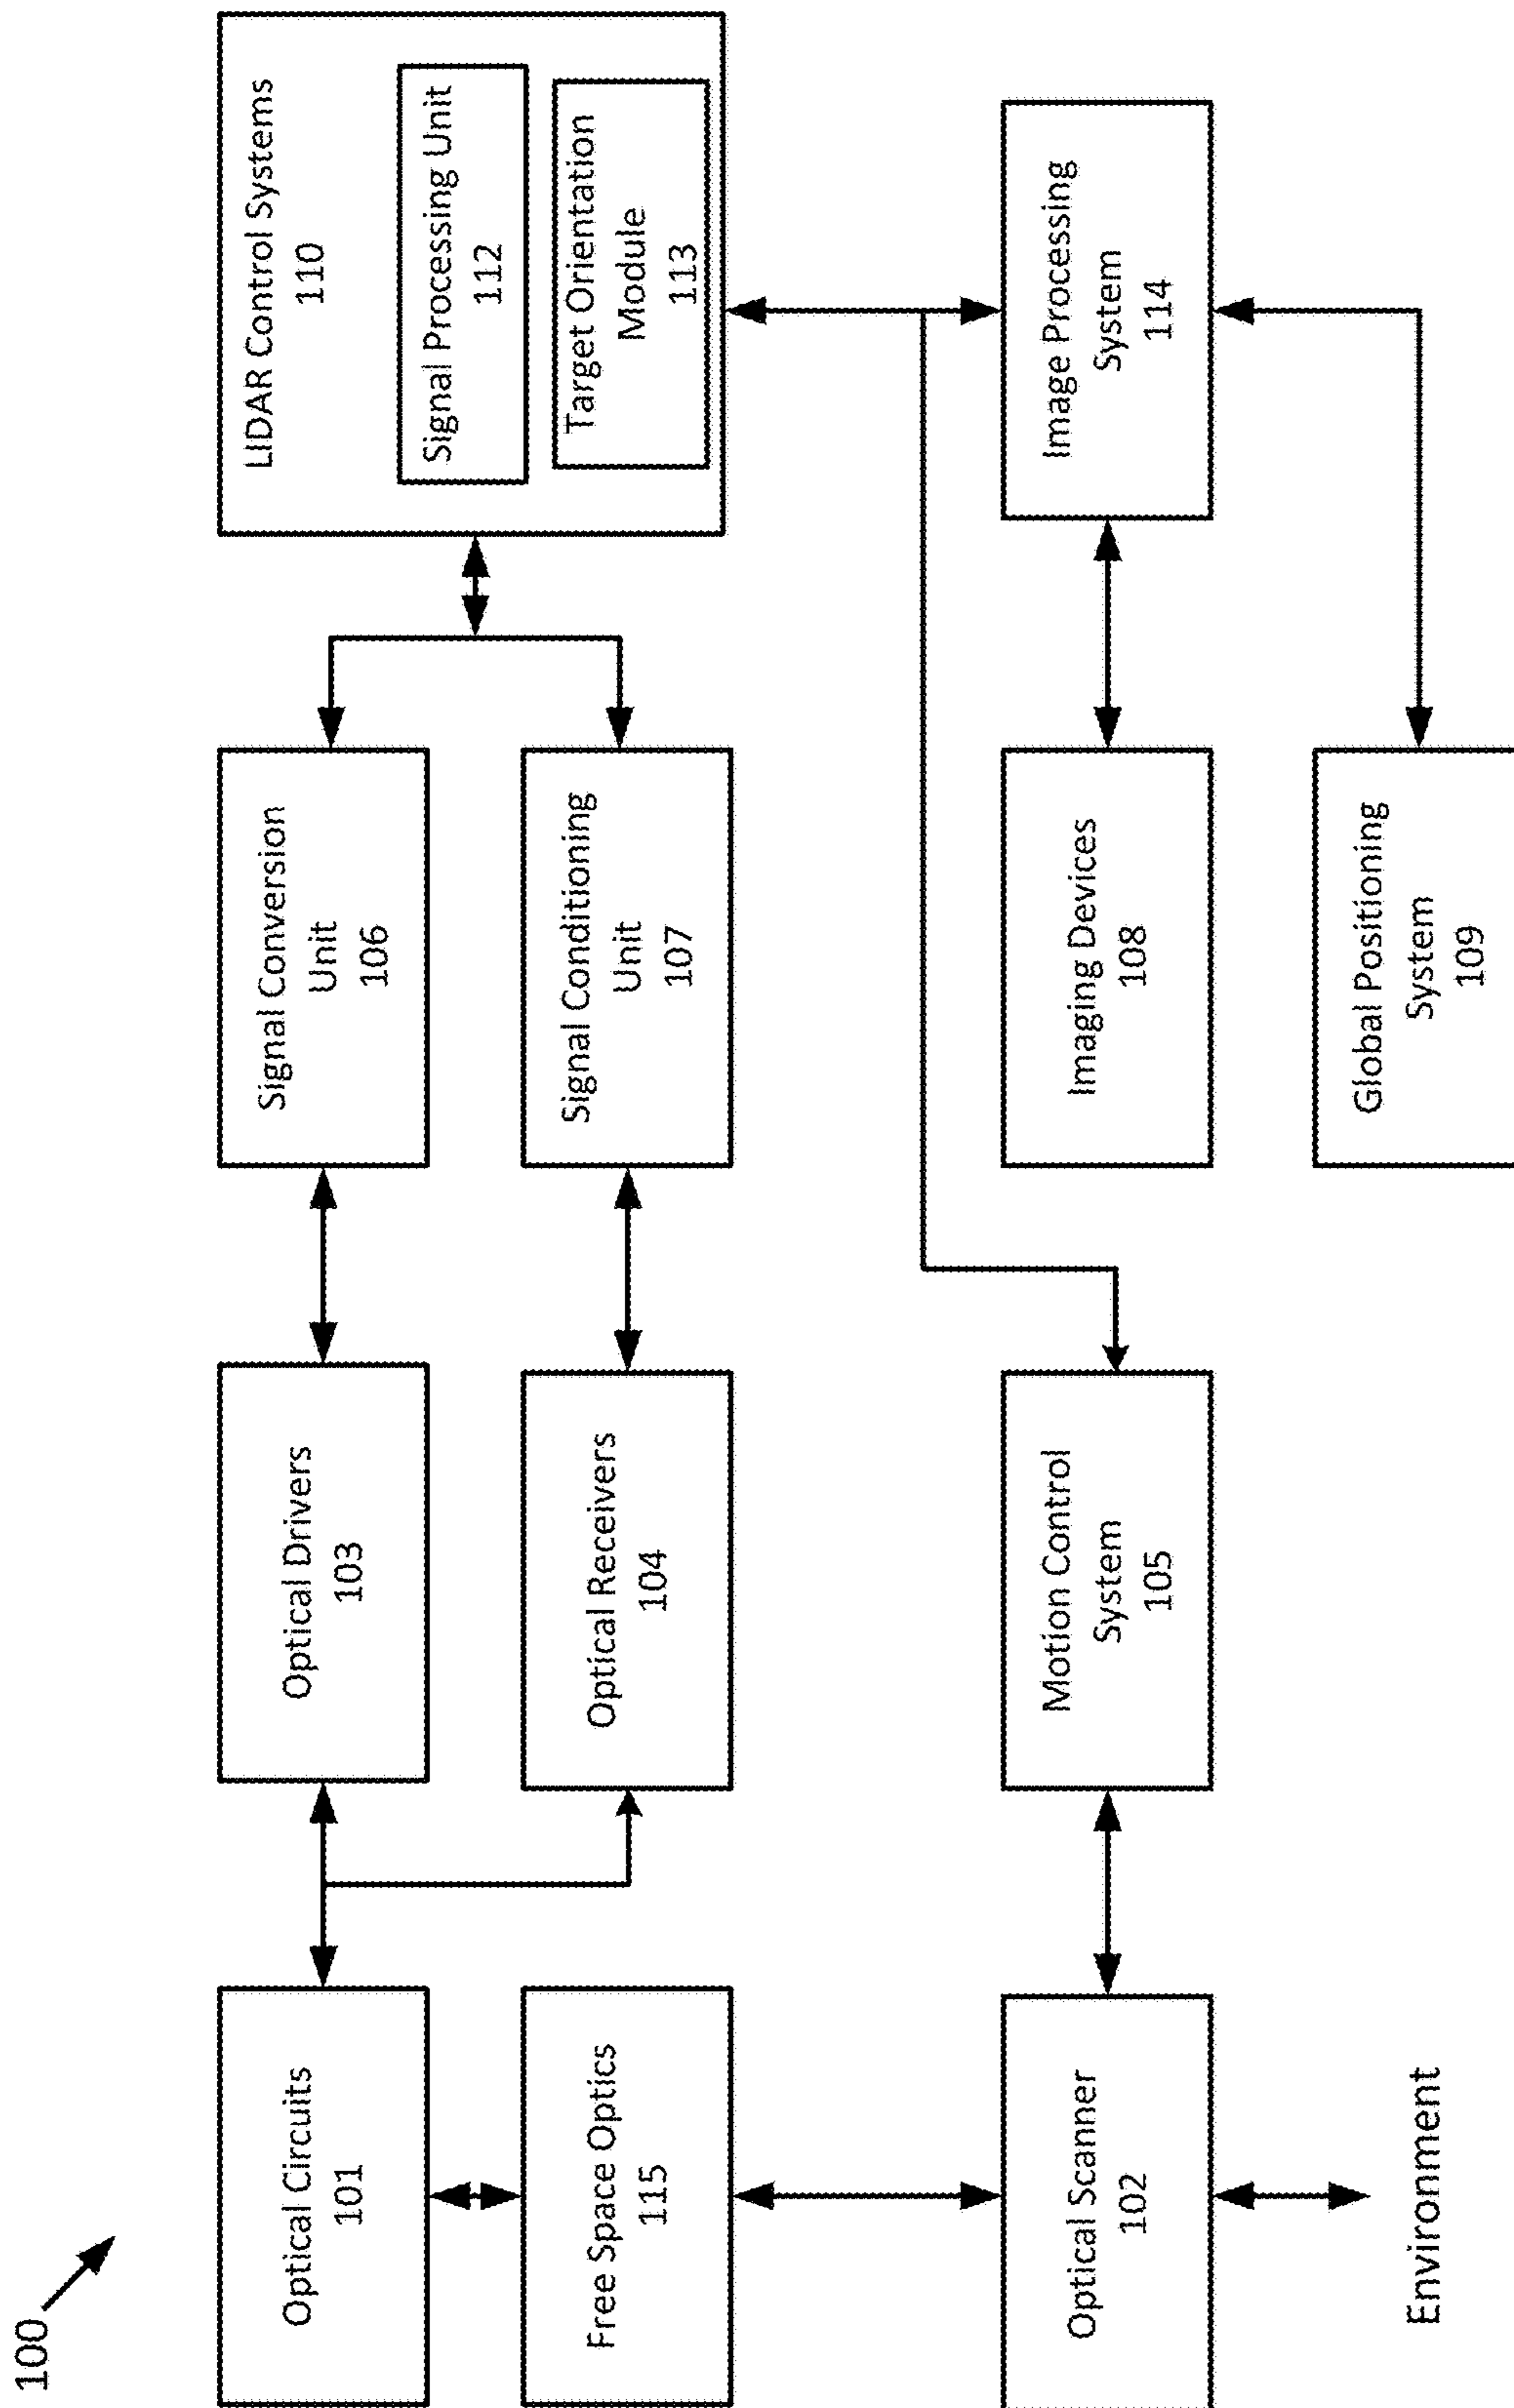 100
Optical Circuits
101
Optical Drivers
103
Signal Conversion
Unit
106
LIDAR Control Systems
110
Signal Processing Unit
112
Target Orientation
Module
113
Free Space Optics
115
Optical Receivers
104
Signal Conditioning
Unit
107
Optical Scanner
102
Motion Control
System
105
Imaging Devices
108
Image Processing
System
114
Environment
Global Positioning
System
109